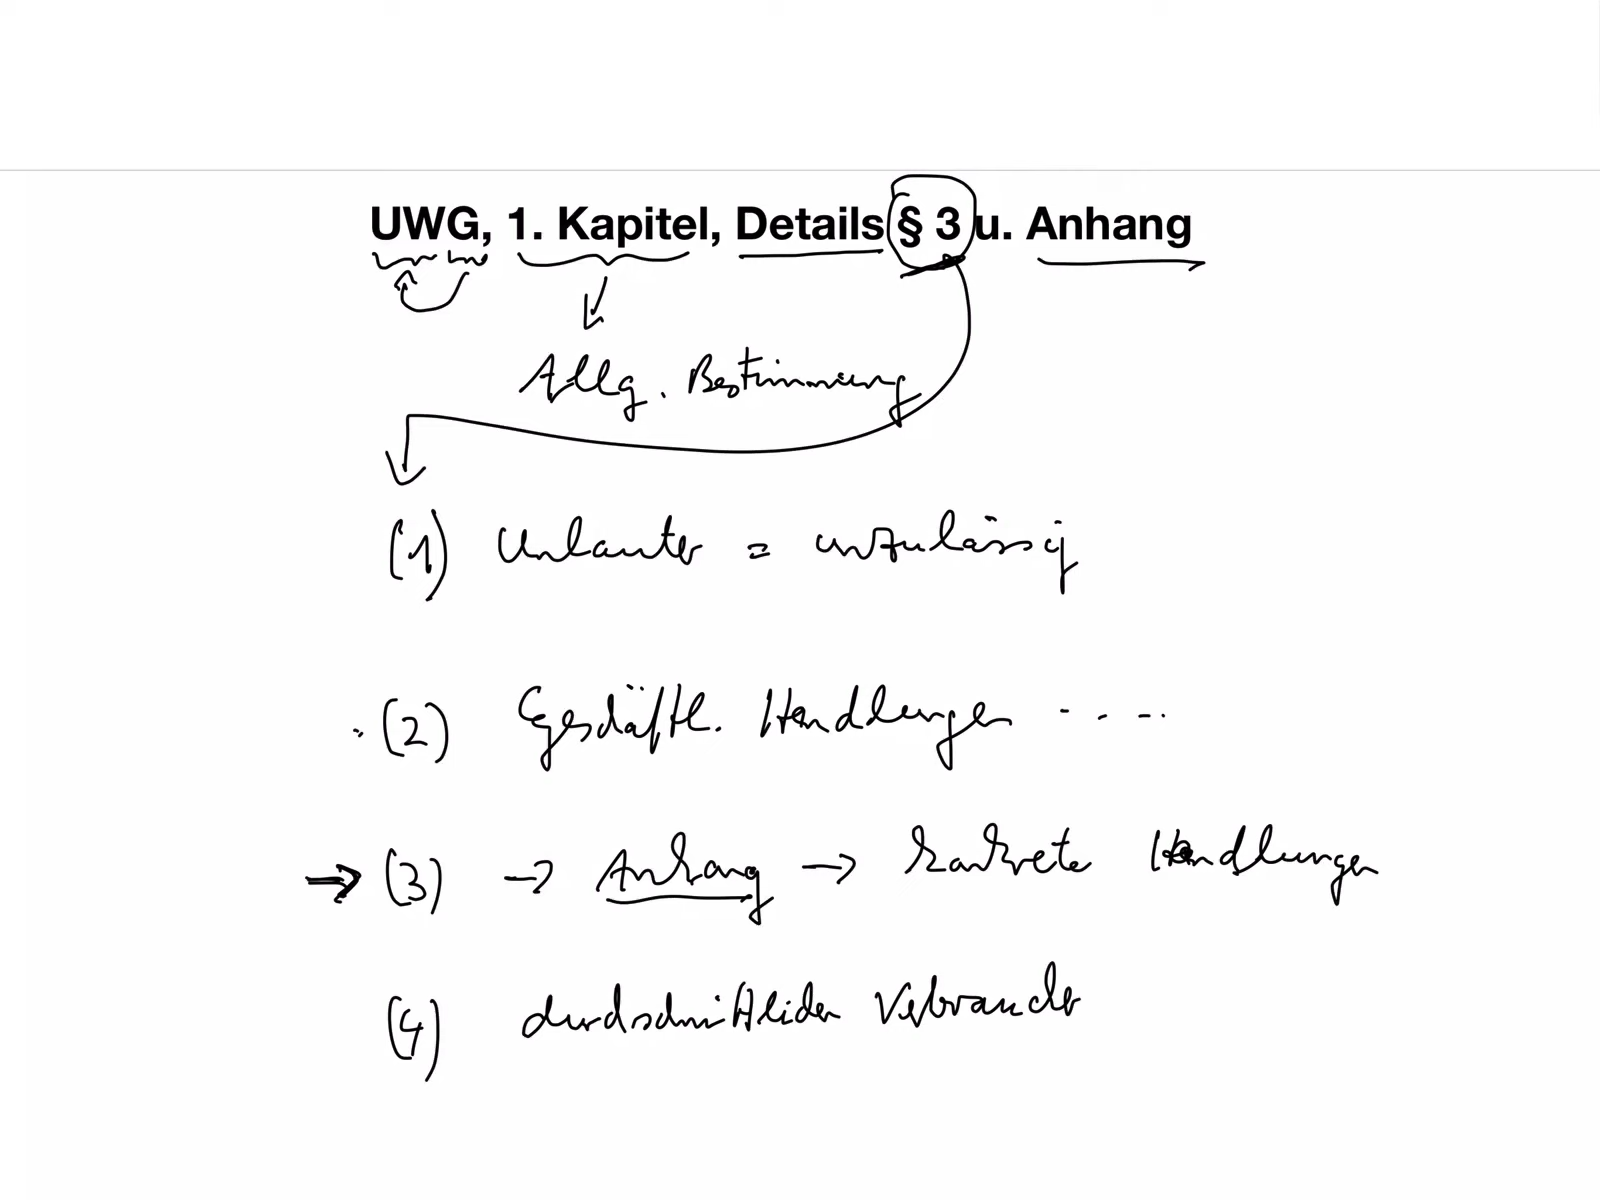 UWG, 1. Kapitel, Details § 3 u. Anhang
Allg. Bestimmung
(1) Unlauter = unzulässig
(2) Geschäftl. Handlungen . . . .
→ (3) → Anhang → konkrete Handlungen
(4) durchschnittlicher Verbraucher